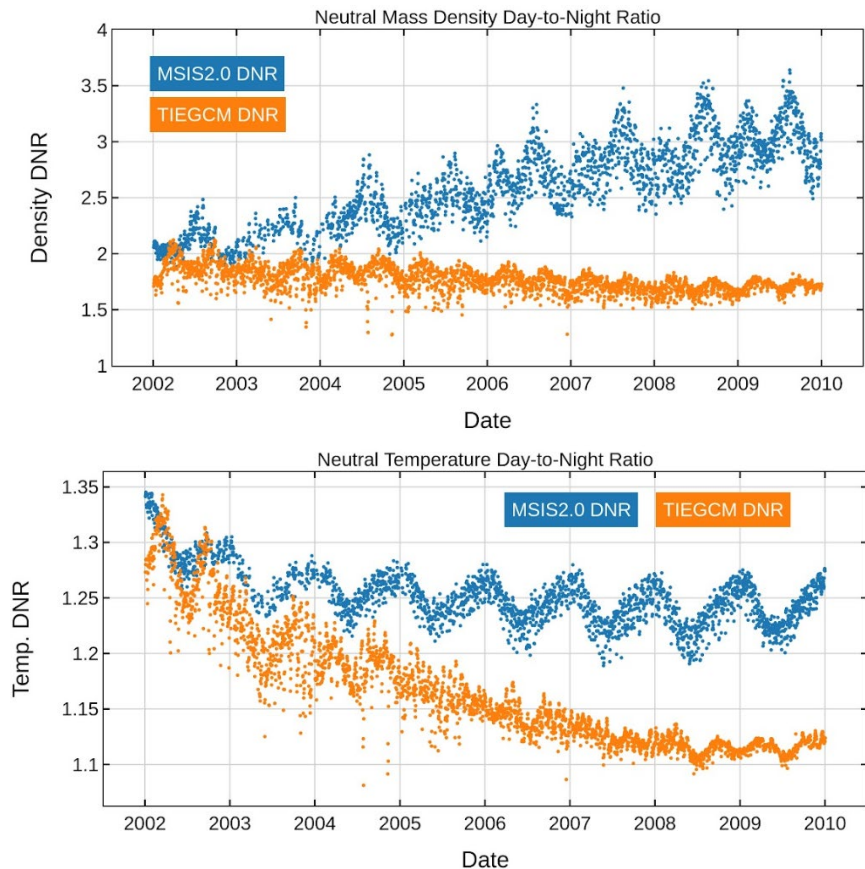 Neutral Mass Density Day-to-Night Ratio
4
3.5
3
2.5
2
1.5
1
Density DNR
MSIS2.0 DNR
TIEGCM DNR
2002 2003 2004 2005 2006 2007 2008 2009 2010
Date
Neutral Temperature Day-to-Night Ratio
1.35
1.3
1.25
1.2
1.15
1.1
Temp. DNR
MSIS2.0 DNR TIEGCM DNR
2002 2003 2004 2005 2006 2007 2008 2009 2010
Date